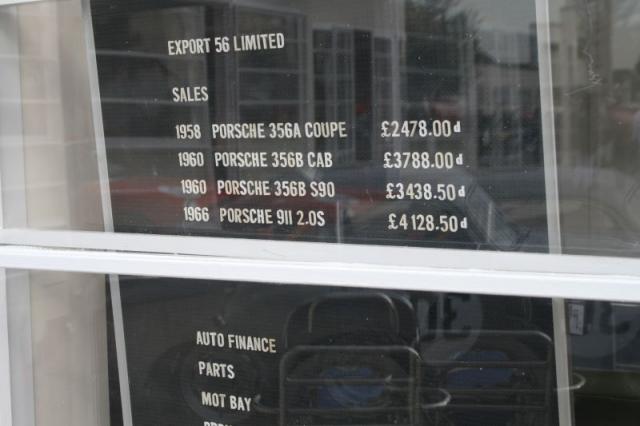 EXPORT 56 LIMITED
SALES
1958 PORSCHE 356A COUPE £2478.00d
1960 PORSCHE 356B CAB £3788.00d
1960 PORSCHE 356B S90 £3438.50d
1966 PORSCHE 911 2.0S £4128.50d
AUTO FINANCE
PARTS
MOT BAY